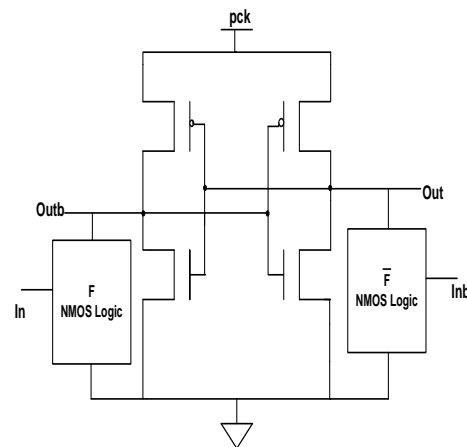 pck
Out
Outb
F
NMOS Logic
In
F̅
NMOS Logic
Inb